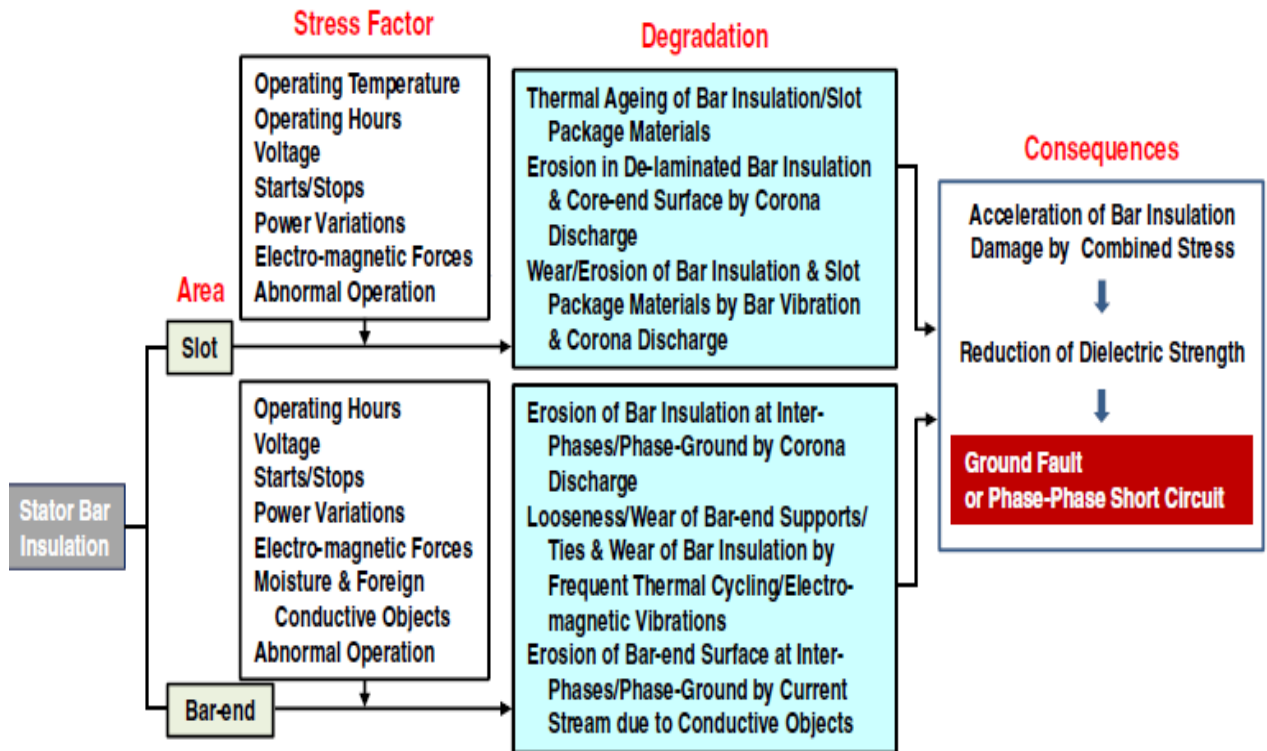 Stress Factor
Operating Temperature
Operating Hours
Voltage
Starts/Stops
Power Variations
Electro-magnetic Forces
Abnormal Operation
Degradation
Thermal Ageing of Bar Insulation/Slot
Package Materials
Erosion in De-laminated Bar Insulation
& Core-end Surface by Corona
Discharge
Wear/Erosion of Bar Insulation & Slot
Package Materials by Bar Vibration
& Corona Discharge
Consequences
Acceleration of Bar Insulation
Damage by Combined Stress
Reduction of Dielectric Strength
Ground Fault
or Phase-Phase Short Circuit
Area
Slot
Stator Bar
Insulation
Operating Hours
Voltage
Starts/Stops
Power Variations
Electro-magnetic Forces
Moisture & Foreign
Conductive Objects
Abnormal Operation
Bar-end
Erosion of Bar Insulation at Inter-
Phases/Phase-Ground by Corona
Discharge
Looseness/Wear of Bar-end Supports/
Ties & Wear of Bar Insulation by
Frequent Thermal Cycling/Electro-
magnetic Vibrations
Erosion of Bar-end Surface at Inter-
Phases/Phase-Ground by Current
Stream due to Conductive Objects